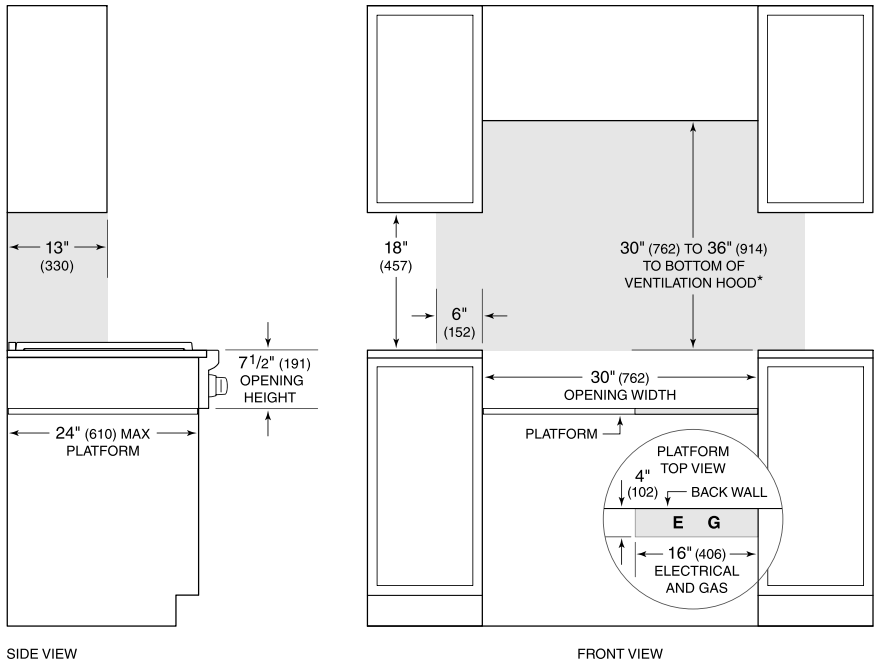 13"
(330)
7 1/2" (191)
OPENING
HEIGHT
24" (610) MAX
PLATFORM
SIDE VIEW
18"
(457)
6"
(152)
30" (762) TO 36" (914)
TO BOTTOM OF
VENTILATION HOOD*
30" (762)
OPENING WIDTH
PLATFORM
PLATFORM
TOP VIEW
4"
(102)
BACK WALL
E G
16" (406)
ELECTRICAL
AND GAS
FRONT VIEW